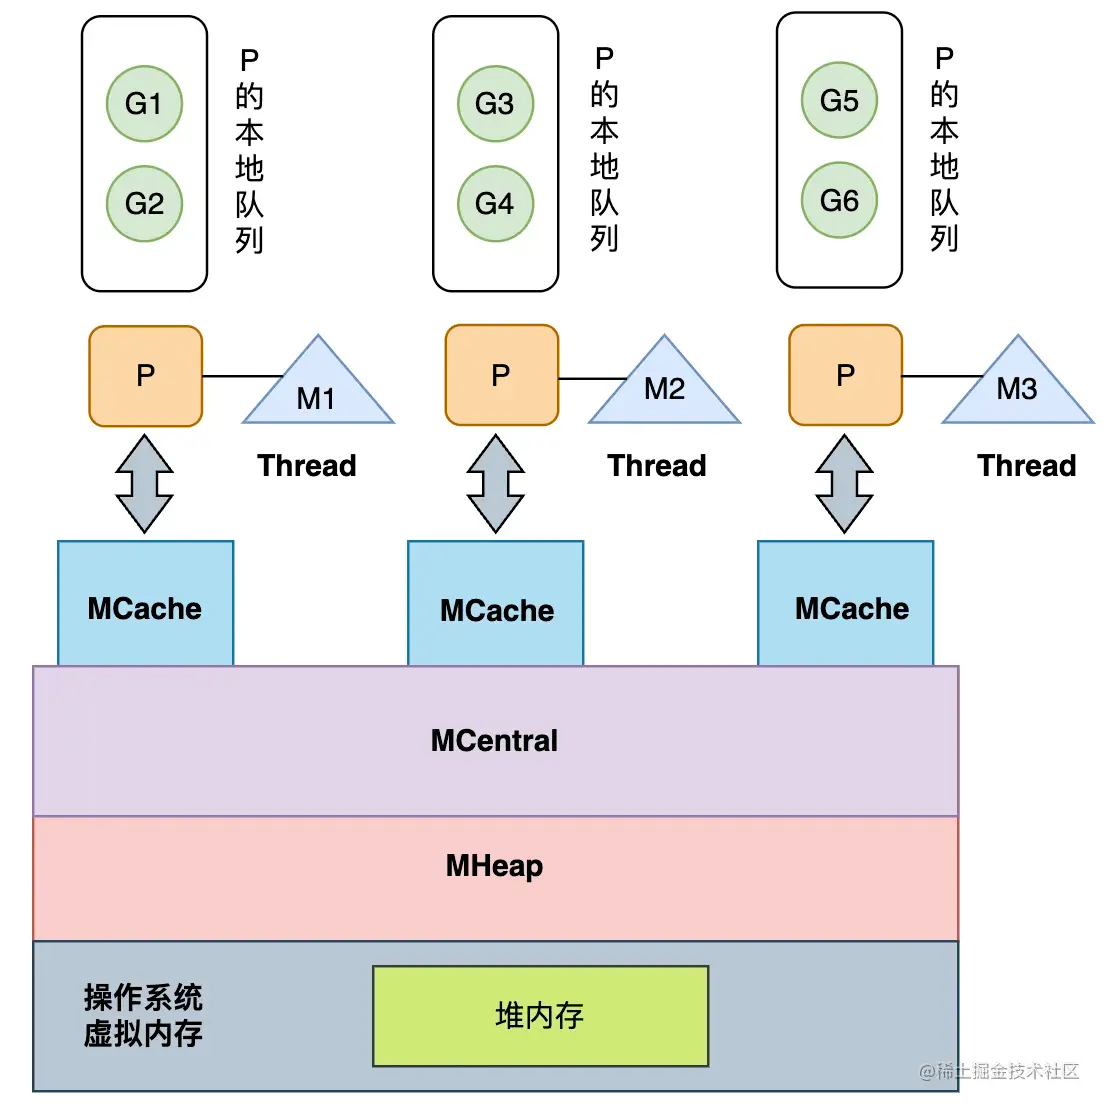 G1
G2
P的本地队列
G3
G4
P的本地队列
G5
G6
P的本地队列
P
M1
Thread
P
M2
Thread
P
M3
Thread
MCache
MCache
MCache
MCentral
MHeap
操作系统
虚拟内存
堆内存
@稀土掘金技术社区